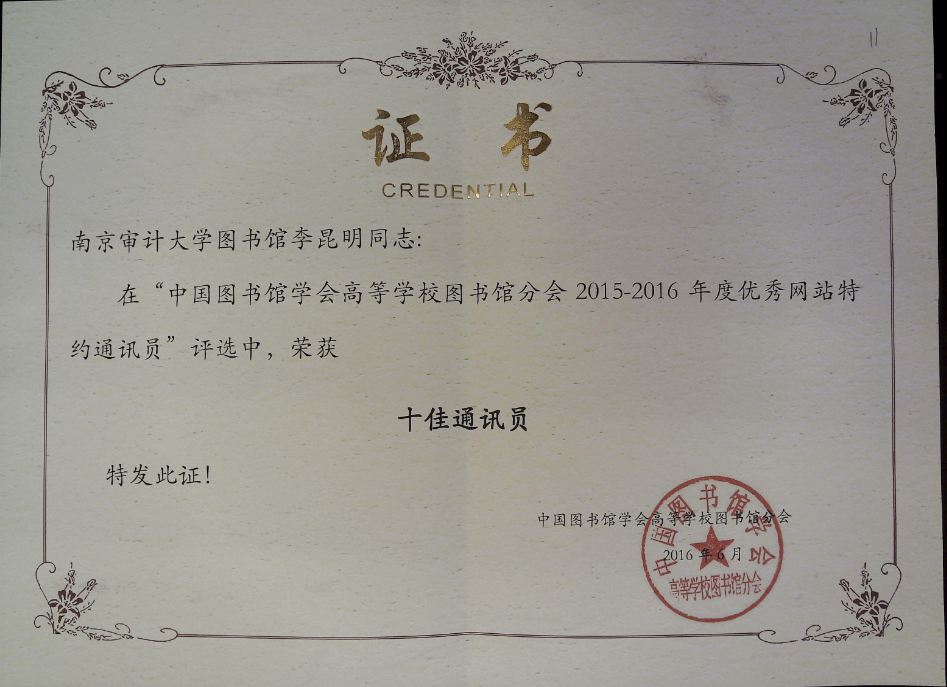 11
证 书
CREDENTIAL
南京审计大学图书馆李昆明同志:
在“中国图书馆学会高等学校图书馆分会 2015-2016 年度优秀网站特
约通讯员”评选中，荣获
十佳通讯员
特发此证!
中国图书馆学会高等学校图书馆分会
2016 年 6 月
中国图书馆学会
高等学校图书馆分会